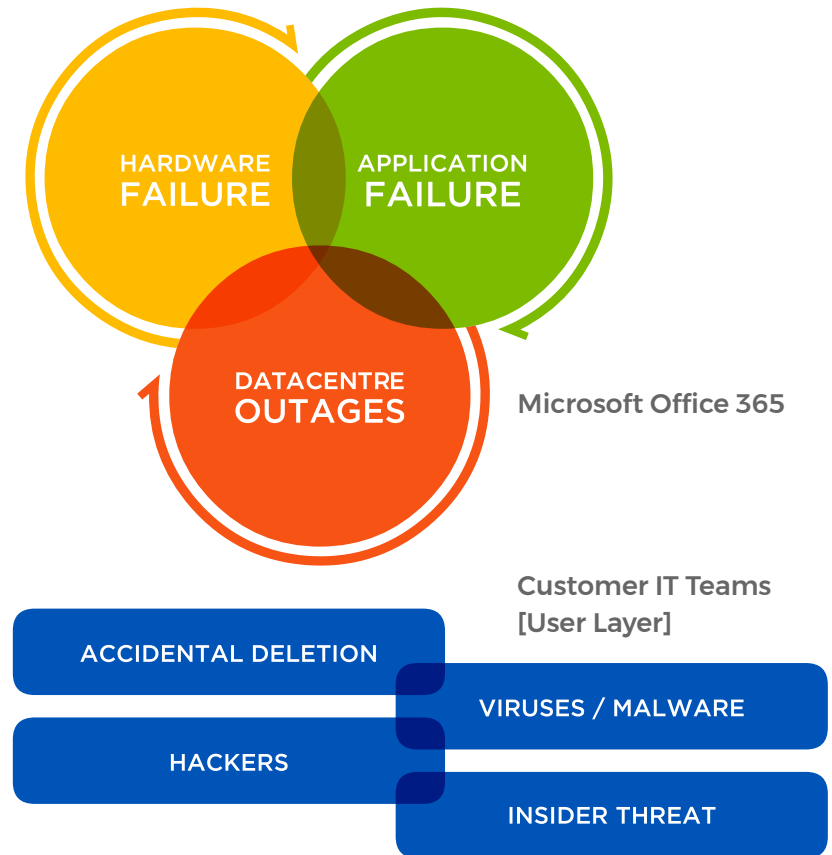 HARDWARE
FAILURE
APPLICATION
FAILURE
DATACENTRE
OUTAGES
Microsoft Office 365
Customer IT Teams
[User Layer]
ACCIDENTAL DELETION
VIRUSES / MALWARE
HACKERS
INSIDER THREAT